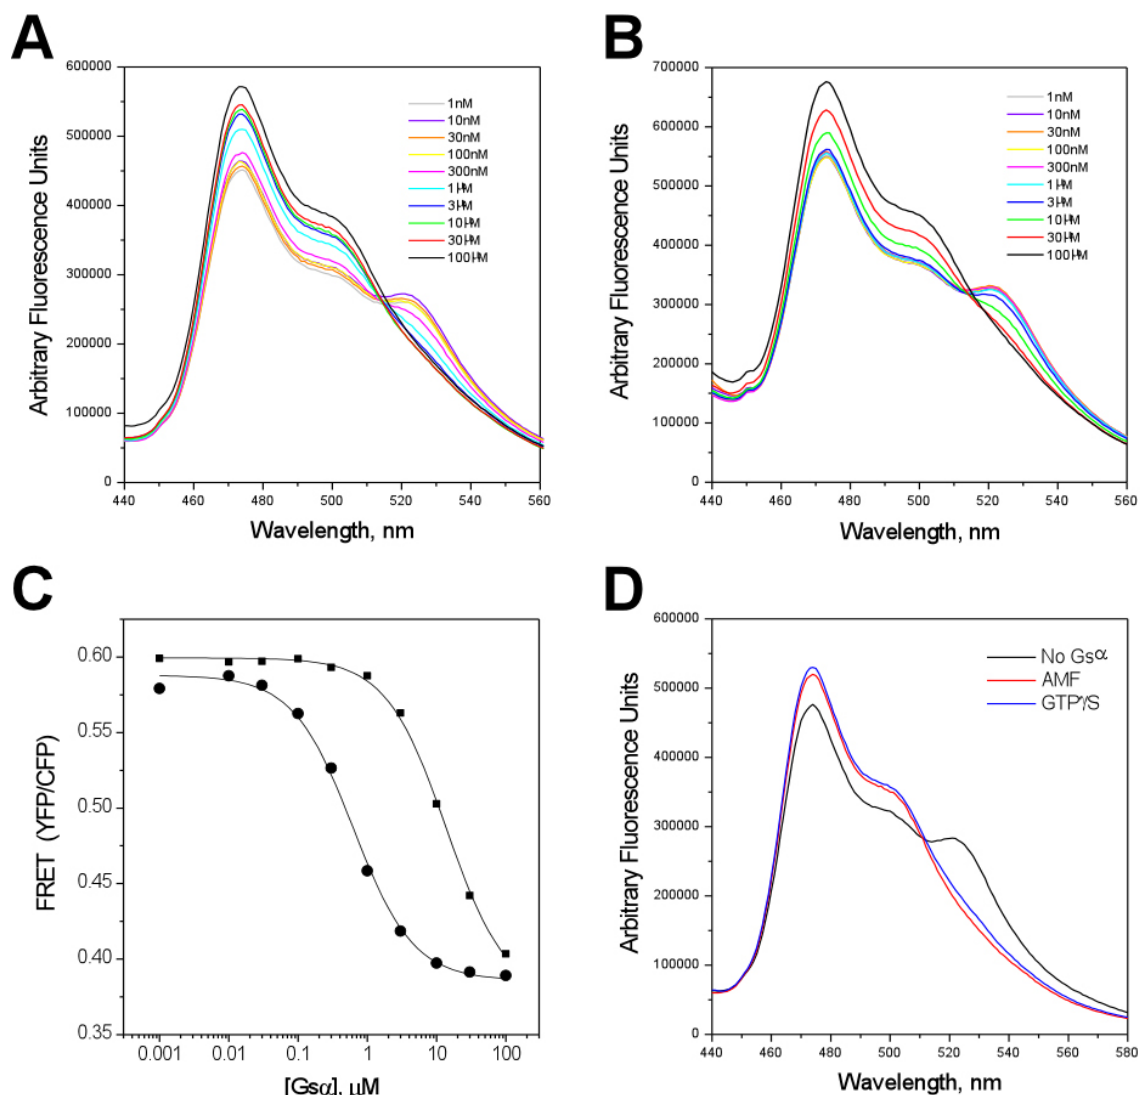 A
B
600000
500000
400000
300000
200000
100000
0
Arbitrary Fluorescence Units
1nM
10nM
30nM
100nM
300nM
1µM
3µM
10µM
30µM
100µM
440 460 480 500 520 540 560
Wavelength, nm
700000
600000
500000
400000
300000
200000
100000
0
Arbitrary Fluorescence Units
1nM
10nM
30nM
100nM
300nM
1µM
3µM
10µM
30µM
100µM
440 460 480 500 520 540 560
Wavelength, nm
C
D
0.60
0.55
0.50
0.45
0.40
0.35
FRET (YFP/CFP)
0.001 0.01 0.1 1 10 100
[Gsα], µM
600000
500000
400000
300000
200000
100000
0
Arbitrary Fluorescence Units
No Gsα
AMF
GTPγS
440 460 480 500 520 540 560 580
Wavelength, nm